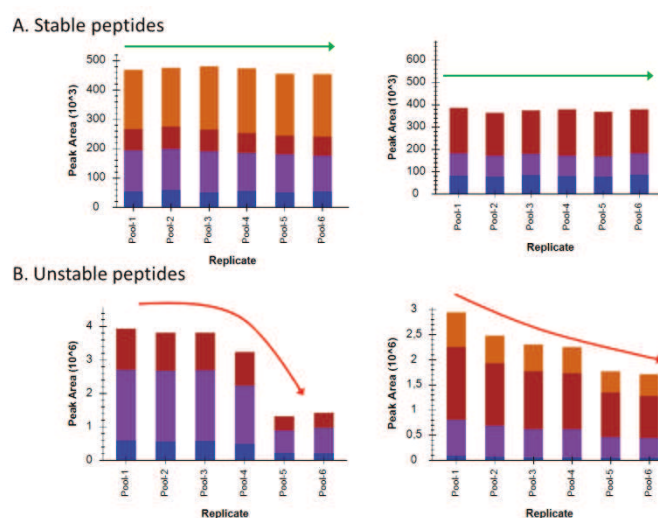 A. Stable peptides
Peak Area (10^3)
500
400
300
200
100
0
Pool-1
Pool-2
Pool-3
Pool-4
Pool-5
Pool-6
Replicate
Peak Area (10^3)
600
500
400
300
200
100
0
Pool-1
Pool-2
Pool-3
Pool-4
Pool-5
Pool-6
Replicate
B. Unstable peptides
Peak Area (10^6)
4
3
2
1
0
Pool-1
Pool-2
Pool-3
Pool-4
Pool-5
Pool-6
Replicate
Peak Area (10^6)
3
2.5
2
1.5
1
0.5
0
Pool-1
Pool-2
Pool-3
Pool-4
Pool-5
Pool-6
Replicate